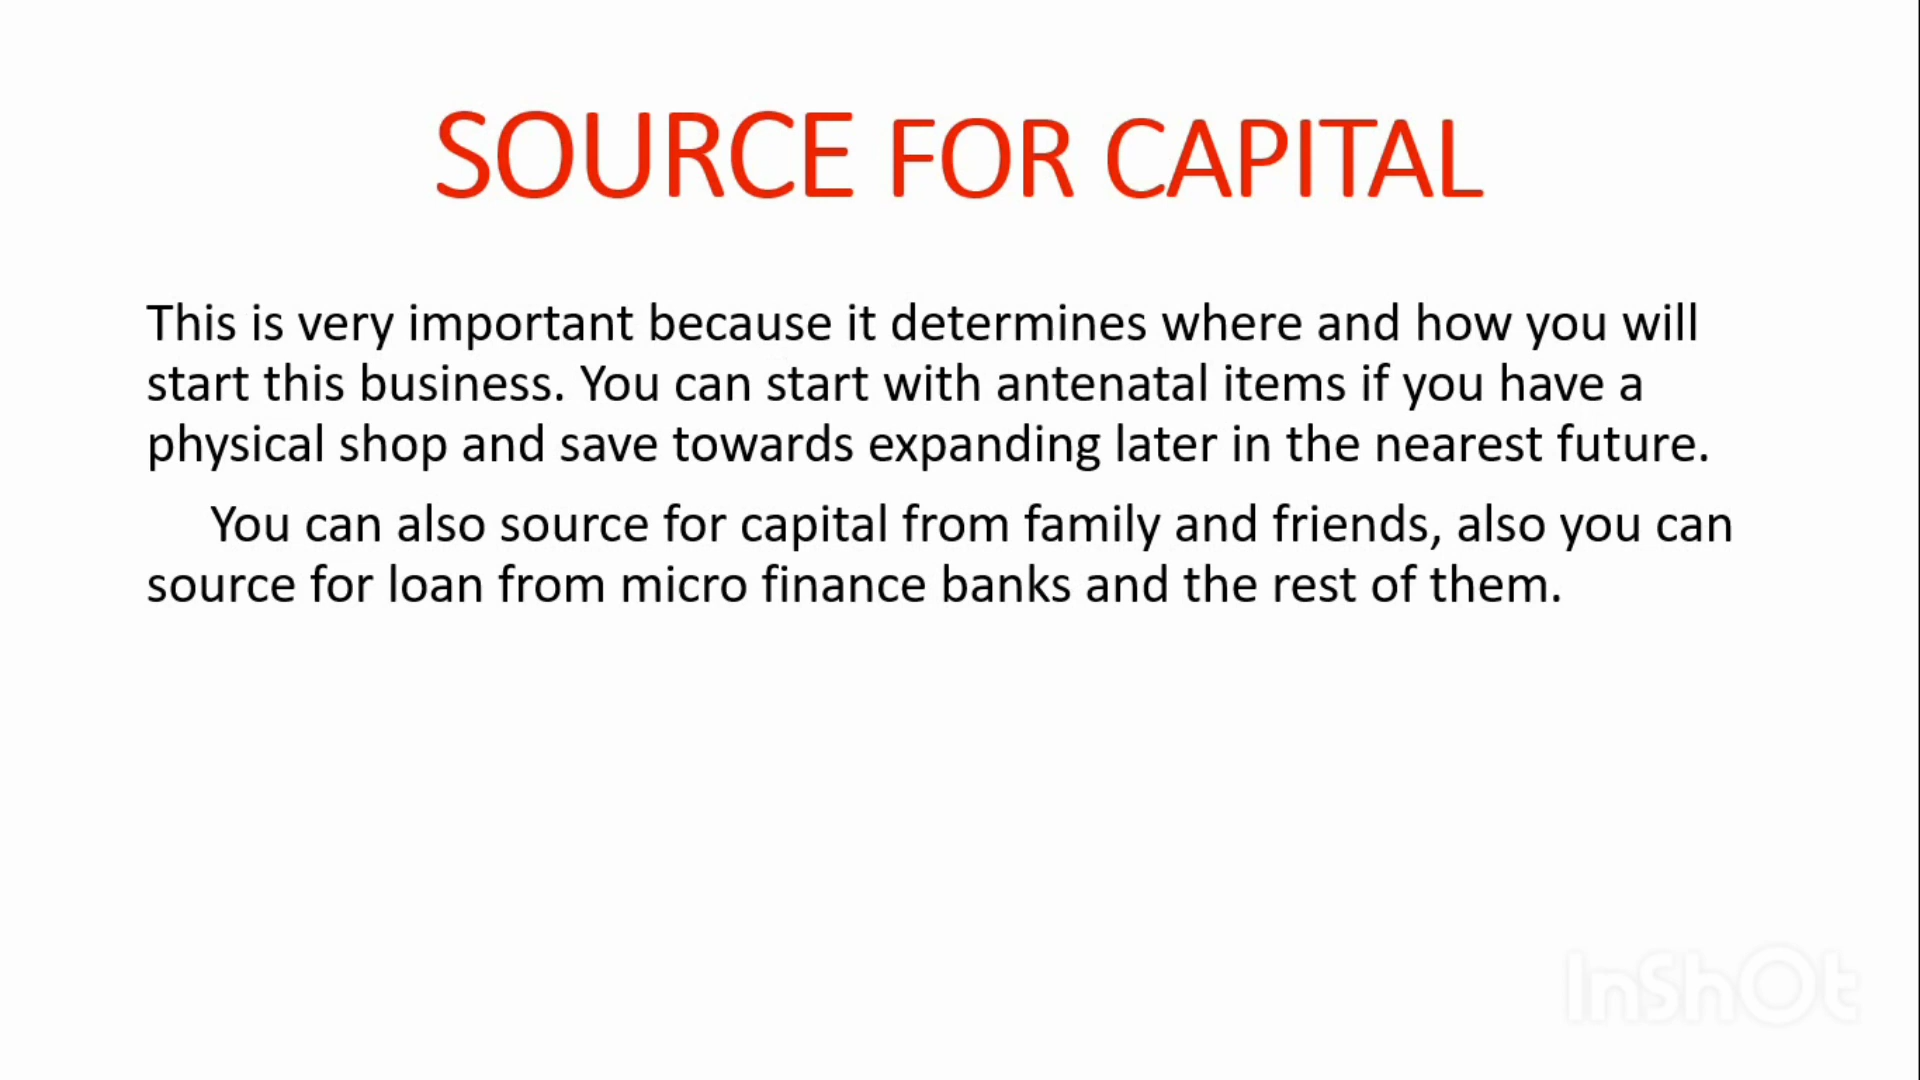 SOURCE FOR CAPITAL
This is very important because it determines where and how you will
start this business. You can start with antenatal items if you have a
physical shop and save towards expanding later in the nearest future.
You can also source for capital from family and friends, also you can
source for loan from micro finance banks and the rest of them.
InShOt